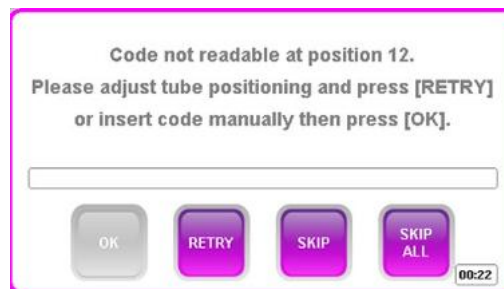 Code not readable at position 12.
Please adjust tube positioning and press [RETRY]
or insert code manually then press [OK].
OK
RETRY
SKIP
SKIP
ALL
00:22